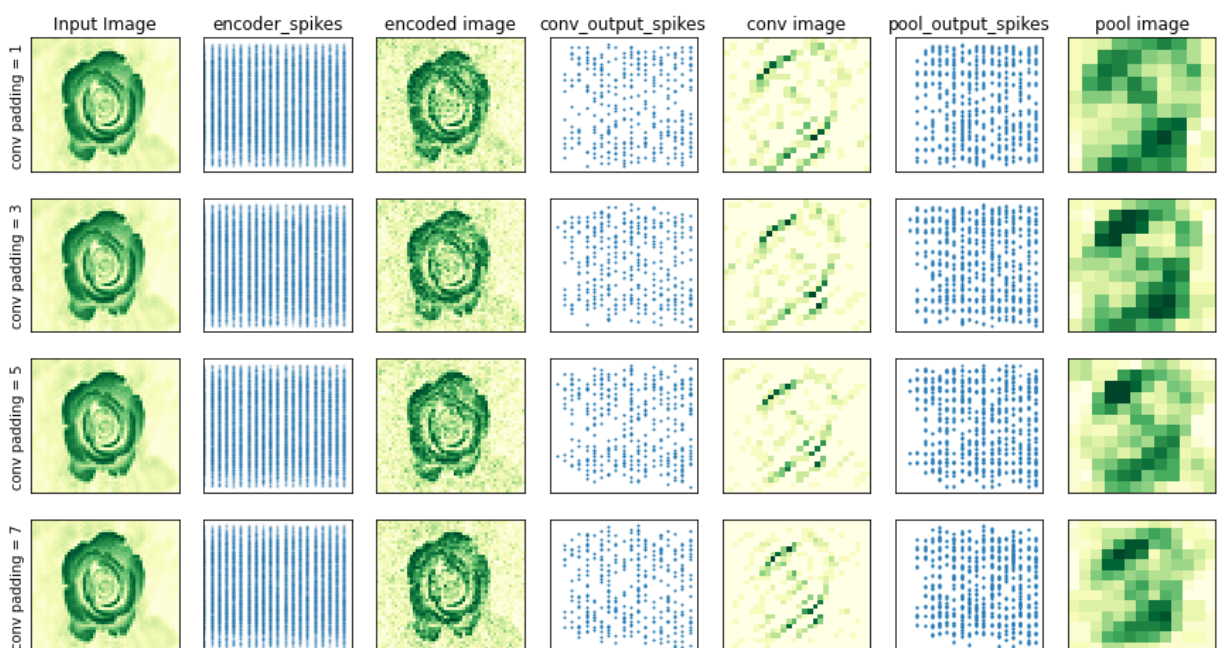 Input Image encoder_spikes encoded image conv_output_spikes conv image pool_output_spikes pool image
conv padding = 1
conv padding = 3
conv padding = 5
conv padding = 7